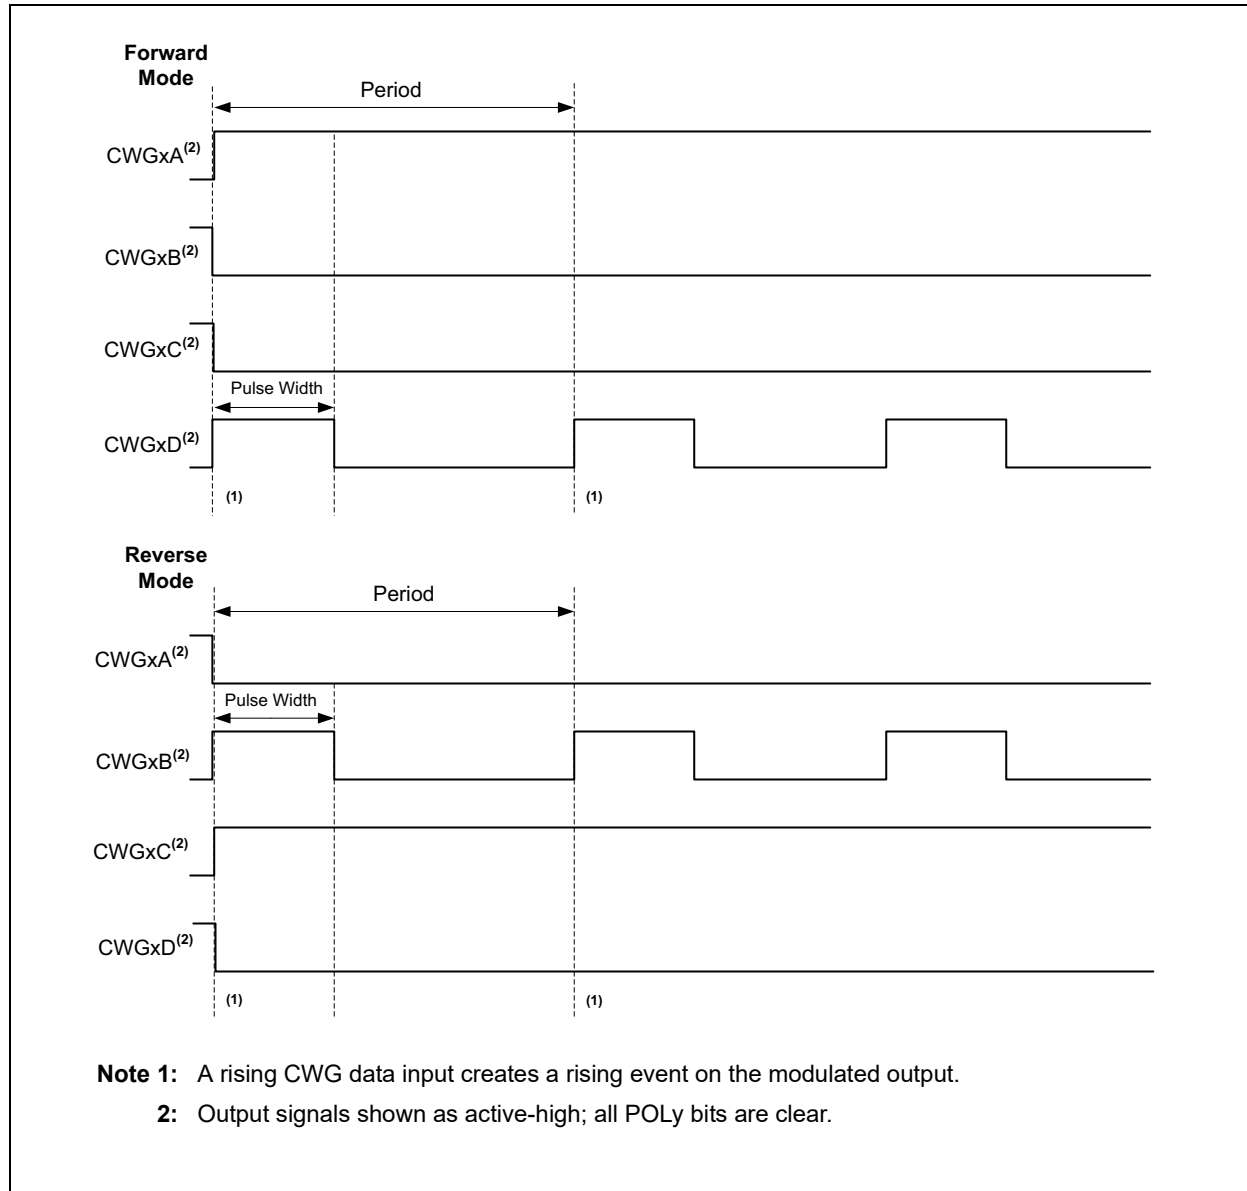 Forward
Mode
Period
CWGxA(2)
CWGxB(2)
CWGxC(2)
Pulse Width
CWGxD(2)
(1)
(1)
Reverse
Mode
Period
CWGxA(2)
Pulse Width
CWGxB(2)
CWGxC(2)
CWGxD(2)
(1)
(1)
Note 1: A rising CWG data input creates a rising event on the modulated output.
2: Output signals shown as active-high; all POLy bits are clear.